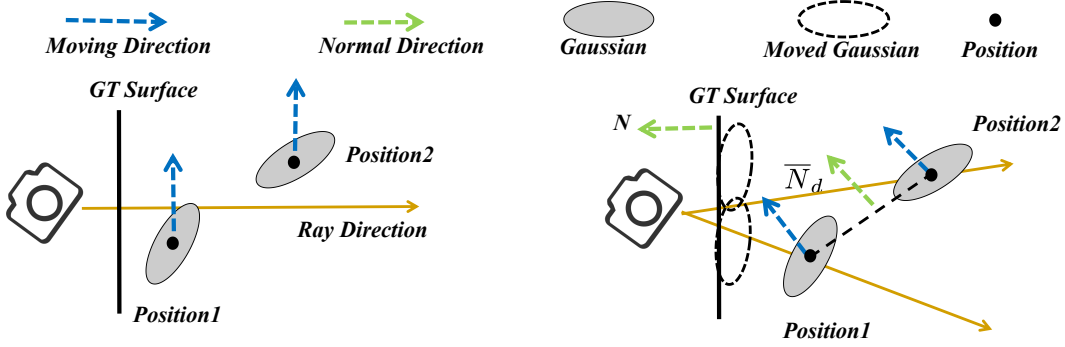 Moving Direction
Normal Direction
Gaussian
Moved Gaussian
Position
GT Surface
Position2
Ray Direction
Position1
GT Surface
N
Position2
N̅d
Position1